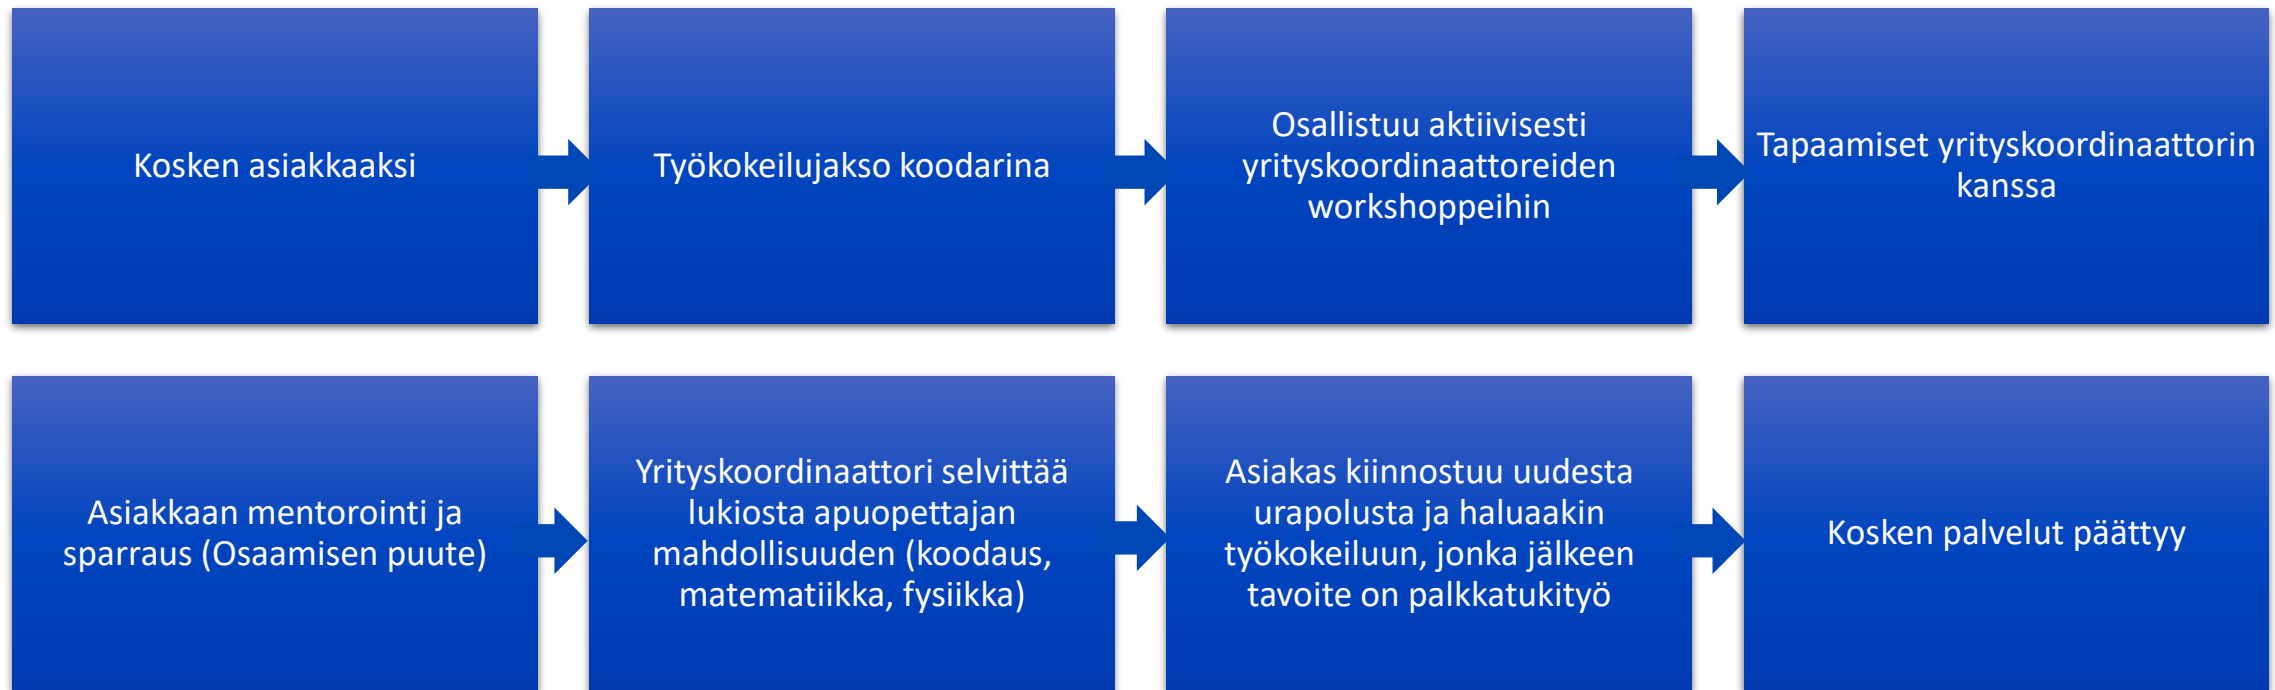 Kosken asiakkaaksi
Työkokeilujakso koodarina
Osallistuu aktiivisesti
yrityskoordinaattoreiden
workshoppeihin
Tapaamiset yrityskoordinaattorin
kanssa
Asiakkaan mentorointi ja
sparraus (Osaamisen puute)
Yrityskoordinaattori selvittää
lukiosta apuopettajan
mahdollisuuden (koodaus,
matematiikka, fysiikka)
Asiakas kiinnostuu uudesta
urapolusta ja haluaakin
työkokeiluun, jonka jälkeen
tavoite on palkkatukityö
Kosken palvelut päättyy